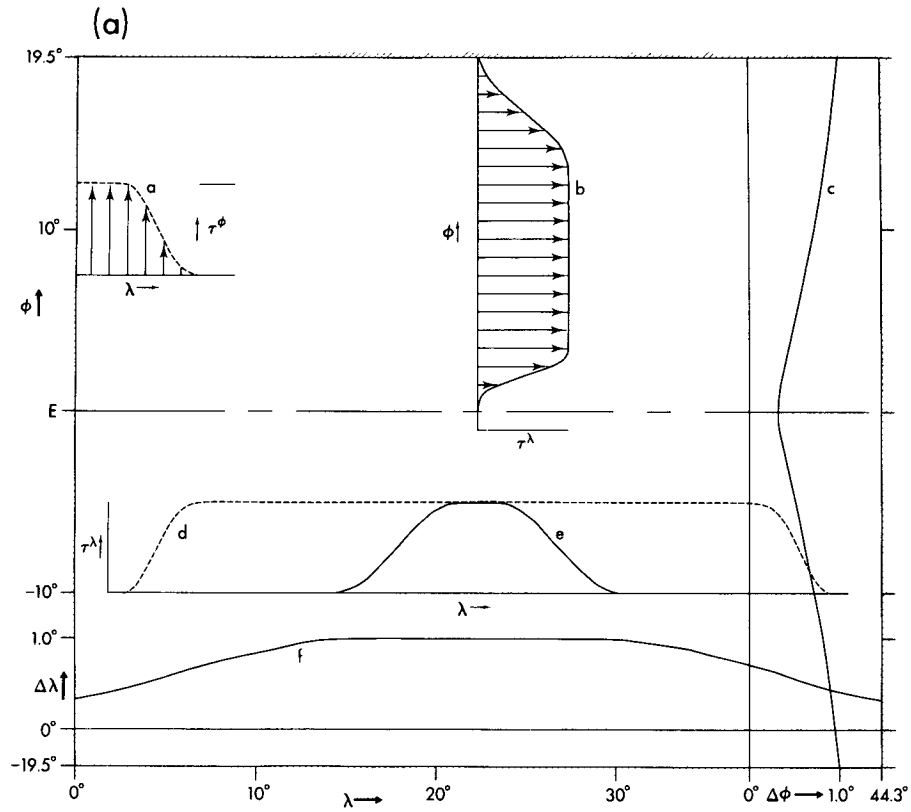 (a)
19.5°
a
b
c
↑ τ^ϕ
10°
ϕ↑
λ →
ϕ ↑
E
τ^λ
d
e
τ^λ↑
-10°
λ →
1.0°
f
Δλ ↑
0°
-19.5°
0° 10° 20° 30° 0° Δϕ → 1.0° 44.3°
λ →